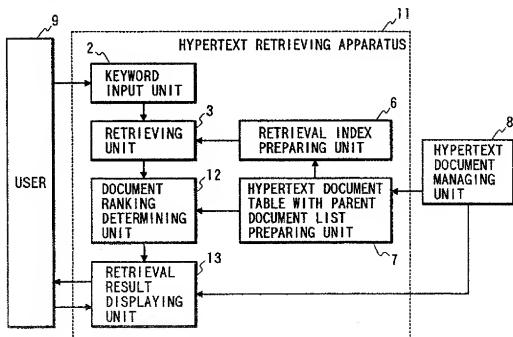 9
11
HYPERTEXT RETRIEVING APPARATUS
2
KEYWORD
INPUT UNIT
3
RETRIEVING
UNIT
6
RETRIEVAL INDEX
PREPARING UNIT
8
HYPERTEXT
DOCUMENT
MANAGING
UNIT
USER
12
DOCUMENT
RANKING
DETERMINING
UNIT
HYPERTEXT DOCUMENT
TABLE WITH PARENT
DOCUMENT LIST
PREPARING UNIT
7
13
RETRIEVAL
RESULT
DISPLAYING
UNIT